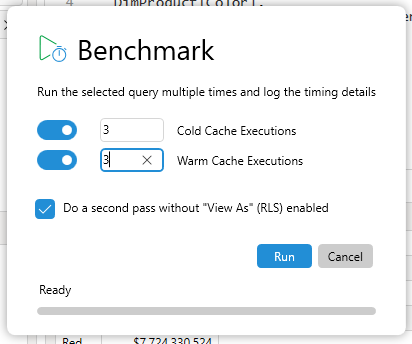 4 DimProduct[Color],
Benchmark
Run the selected query multiple times and log the timing details
3 Cold Cache Executions
3 Warm Cache Executions
Do a second pass without "View As" (RLS) enabled
Run Cancel
Ready
Red $7,724,330,524